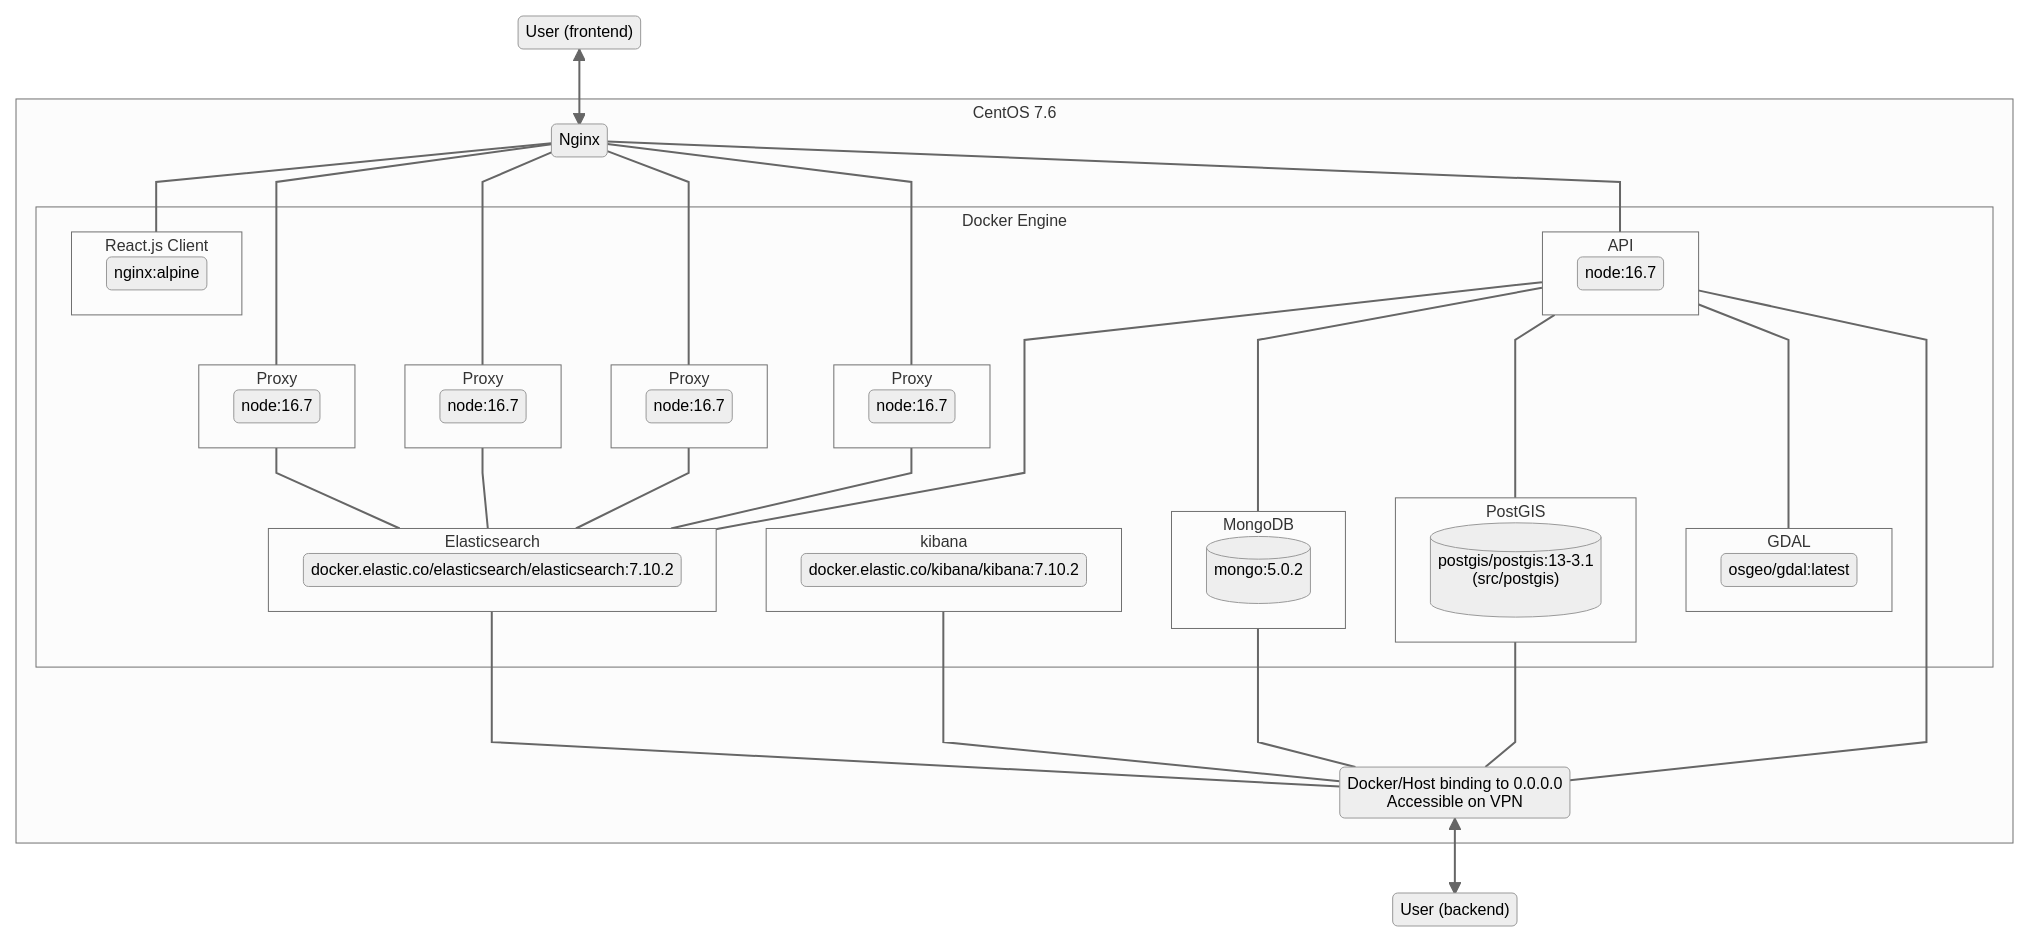 User (frontend)
CentOS 7.6
Nginx
Docker Engine
React.js Client
nginx:alpine
API
node:16.7
Proxy
node:16.7
Proxy
node:16.7
Proxy
node:16.7
Proxy
node:16.7
Elasticsearch
docker.elastic.co/elasticsearch/elasticsearch:7.10.2
kibana
docker.elastic.co/kibana/kibana:7.10.2
MongoDB
mongo:5.0.2
PostGIS
postgis/postgis:13-3.1
(src/postgis)
GDAL
osgeo/gdal:latest
Docker/Host binding to 0.0.0.0
Accessible on VPN
User (backend)